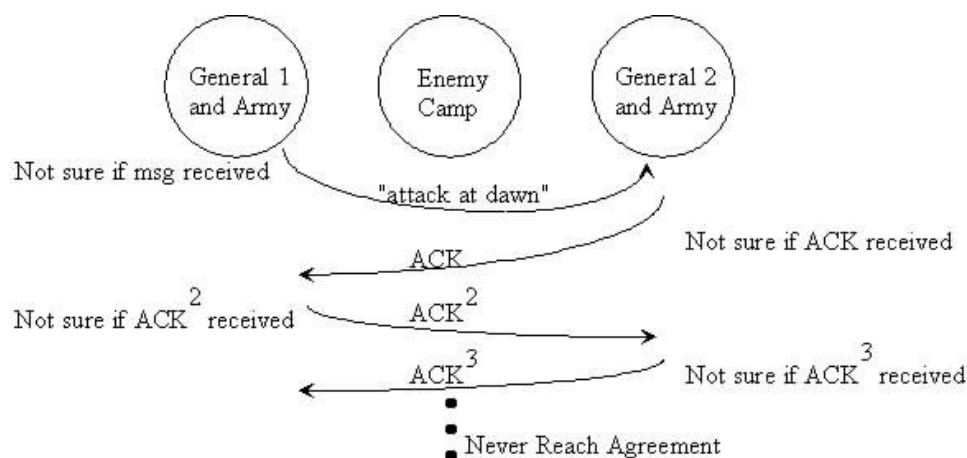 General 1
and Army
Enemy
Camp
General 2
and Army
Not sure if msg received
"attack at dawn"
Not sure if ACK received
ACK
Not sure if ACK² received
ACK²
ACK³
Not sure if ACK³ received
Never Reach Agreement